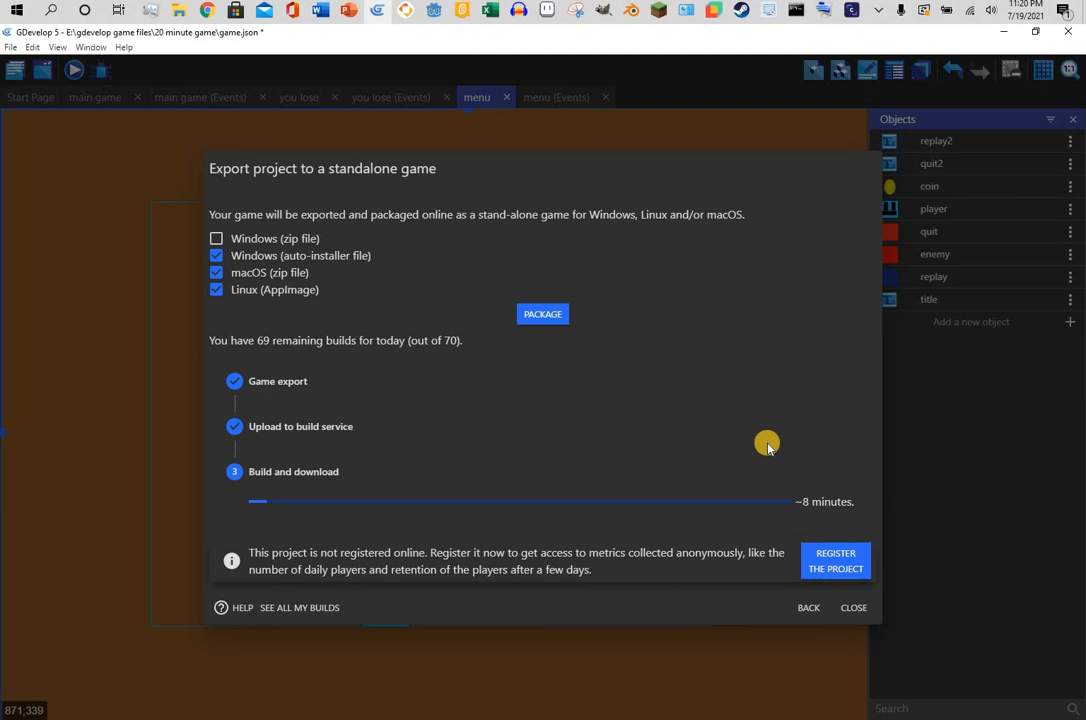 11:20 PM
7/19/2021
GDevelop 5 - E:\gdevelop game files\20 minute game\game.json *
File Edit View Window Help
Start Page main game main game (Events) you lose you lose (Events) menu menu (Events)
Objects
replay2
quit2
coin
player
quit
enemy
replay
title
Add a new object
Search
Export project to a standalone game
Your game will be exported and packaged online as a stand-alone game for Windows, Linux and/or macOS.
Windows (zip file)
Windows (auto-installer file)
macOS (zip file)
Linux (AppImage)
PACKAGE
You have 69 remaining builds for today (out of 70).
Game export
Upload to build service
3 Build and download
~8 minutes.
This project is not registered online. Register it now to get access to metrics collected anonymously, like the
number of daily players and retention of the players after a few days.
REGISTER
THE PROJECT
HELP SEE ALL MY BUILDS
BACK CLOSE
871;339